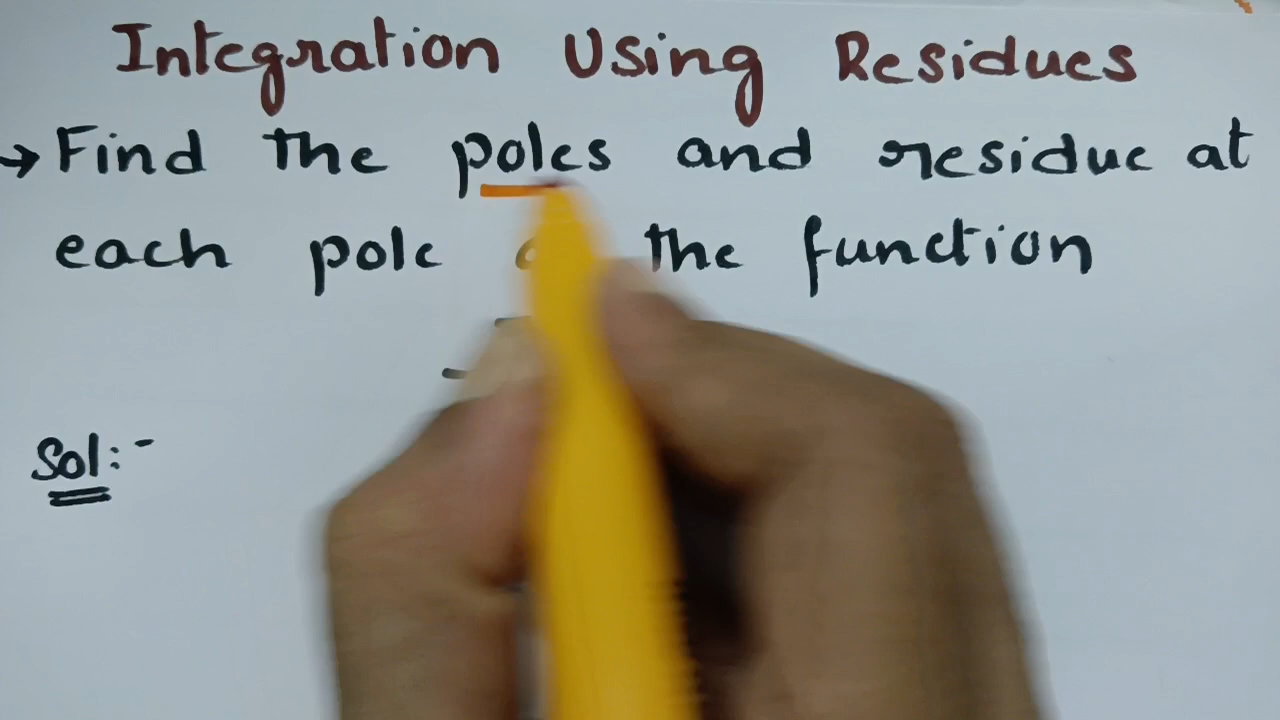 Integration Using Residues
→ Find the poles and residue at
each pole the function
Sol:-